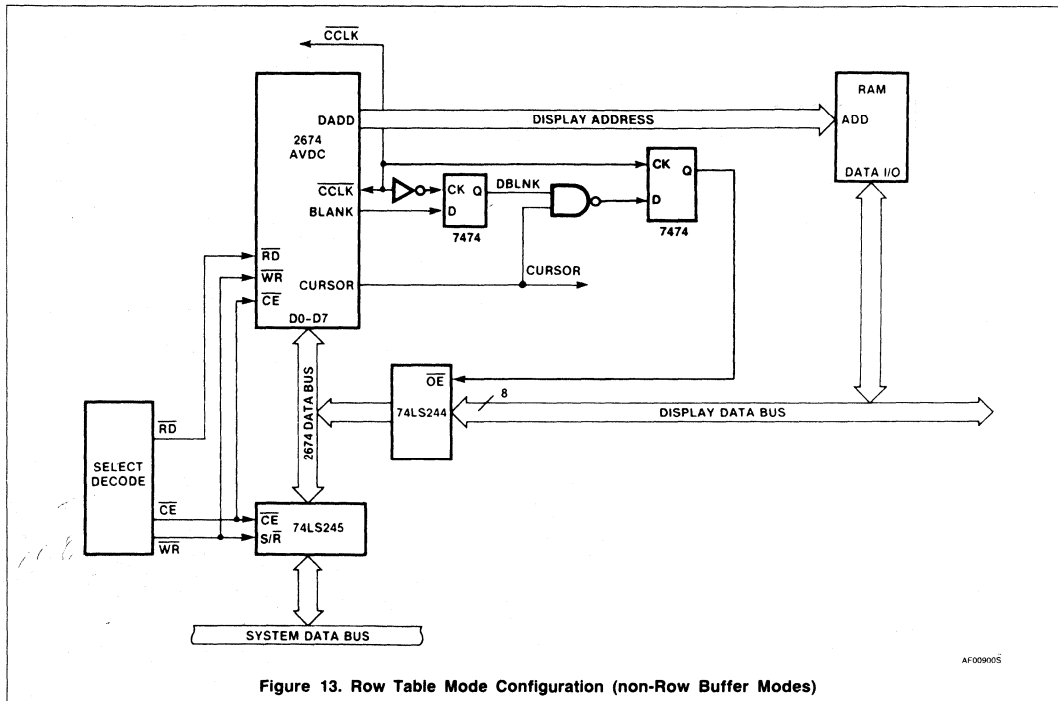 CCLK
RAM
DADD
DISPLAY ADDRESS
ADD
2674
AVDC
CK Q
DATA I/O
CCLK
CK Q
DBLNK
D
BLANK
D
7474
7474
RD
WR
CURSOR
CURSOR
CE
D0-D7
OE
8
2674 DATA BUS
74LS244
DISPLAY DATA BUS
RD
SELECT
DECODE
CE
CE
74LS245
WR
S/R
SYSTEM DATA BUS
AF00900S
Figure 13. Row Table Mode Configuration (non-Row Buffer Modes)